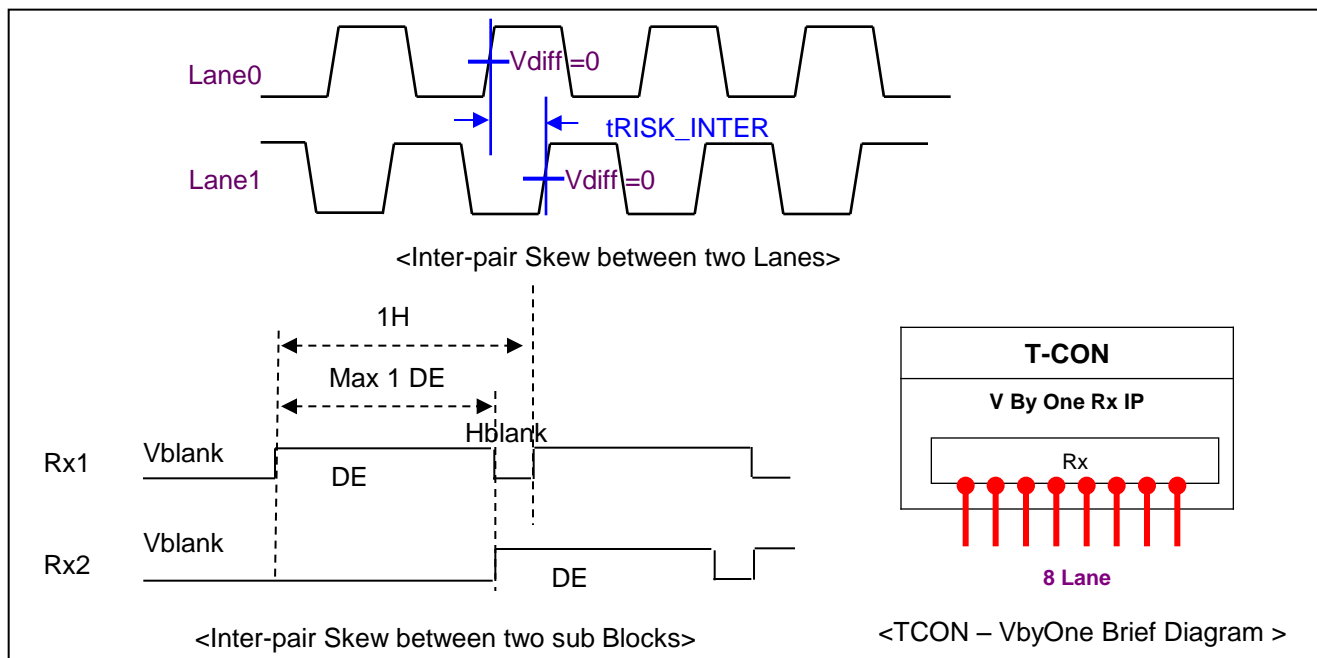 Lane0
Vdiff =0
tRISK_INTER
Lane1
Vdiff =0
<Inter-pair Skew between two Lanes>
1H
Max 1 DE
Hblank
Rx1
Vblank
DE
Rx2
Vblank
DE
<Inter-pair Skew between two sub Blocks>
T-CON
V By One Rx IP
Rx
8 Lane
<TCON – VbyOne Brief Diagram >